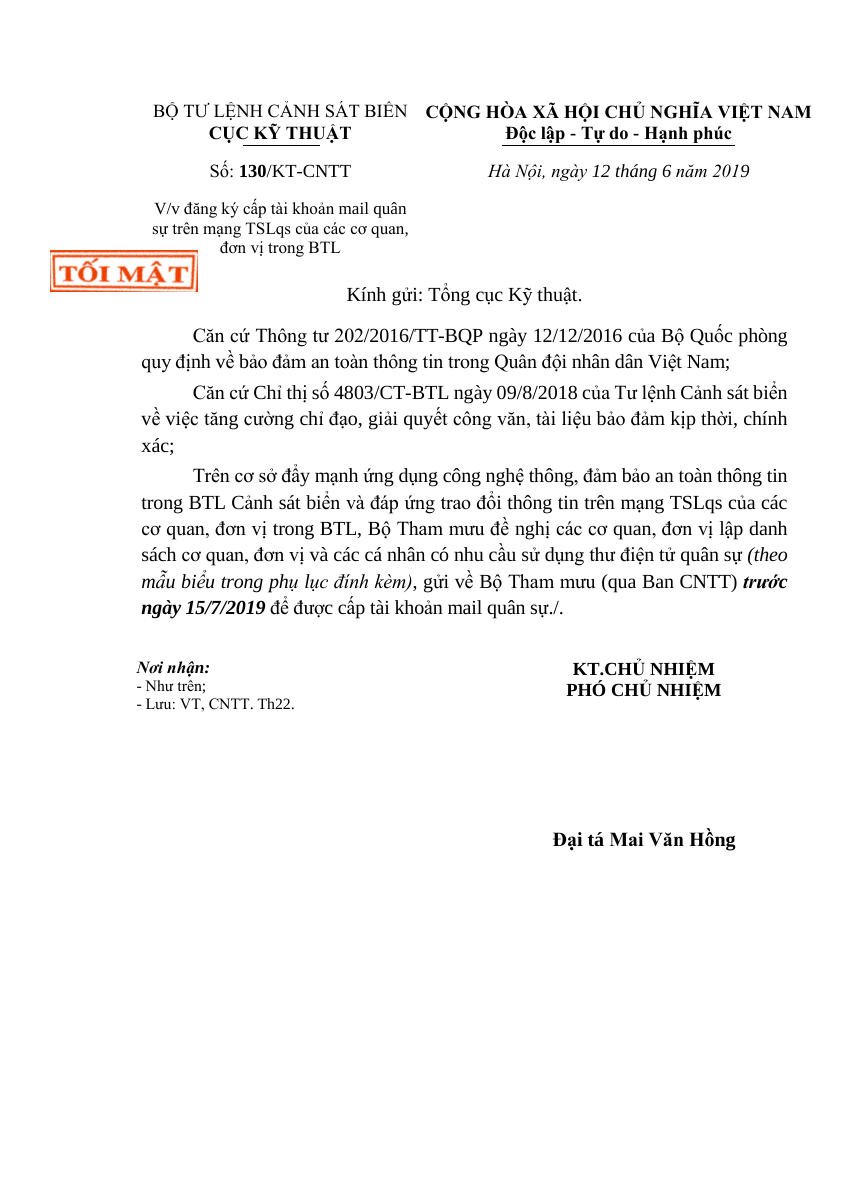 BỘ TƯ LỆNH CẢNH SÁT BIỂN
CỤC KỸ THUẬT
Số: 130/KT-CNTT
V/v đăng ký cấp tài khoản mail quân
sự trên mạng TSLqs của các cơ quan,
đơn vị trong BTL
CỘNG HÒA XÃ HỘI CHỦ NGHĨA VIỆT NAM
Độc lập - Tự do - Hạnh phúc
Hà Nội, ngày 12 tháng 6 năm 2019
TỐI MẬT
Kính gửi: Tổng cục Kỹ thuật.
Căn cứ Thông tư 202/2016/TT-BQP ngày 12/12/2016 của Bộ Quốc phòng
quy định về bảo đảm an toàn thông tin trong Quân đội nhân dân Việt Nam;
Căn cứ Chỉ thị số 4803/CT-BTL ngày 09/8/2018 của Tư lệnh Cảnh sát biển
về việc tăng cường chỉ đạo, giải quyết công văn, tài liệu bảo đảm kịp thời, chính
xác;
Trên cơ sở đẩy mạnh ứng dụng công nghệ thông, đảm bảo an toàn thông tin
trong BTL Cảnh sát biển và đáp ứng trao đổi thông tin trên mạng TSLqs của các
cơ quan, đơn vị trong BTL, Bộ Tham mưu đề nghị các cơ quan, đơn vị lập danh
sách cơ quan, đơn vị và các cá nhân có nhu cầu sử dụng thư điện tử quân sự (theo
mẫu biểu trong phụ lục đính kèm), gửi về Bộ Tham mưu (qua Ban CNTT) trước
ngày 15/7/2019 để được cấp tài khoản mail quân sự./.
Nơi nhận:
- Như trên;
- Lưu: VT, CNTT. Th22.
KT.CHỦ NHIỆM
PHÓ CHỦ NHIỆM
Đại tá Mai Văn Hồng